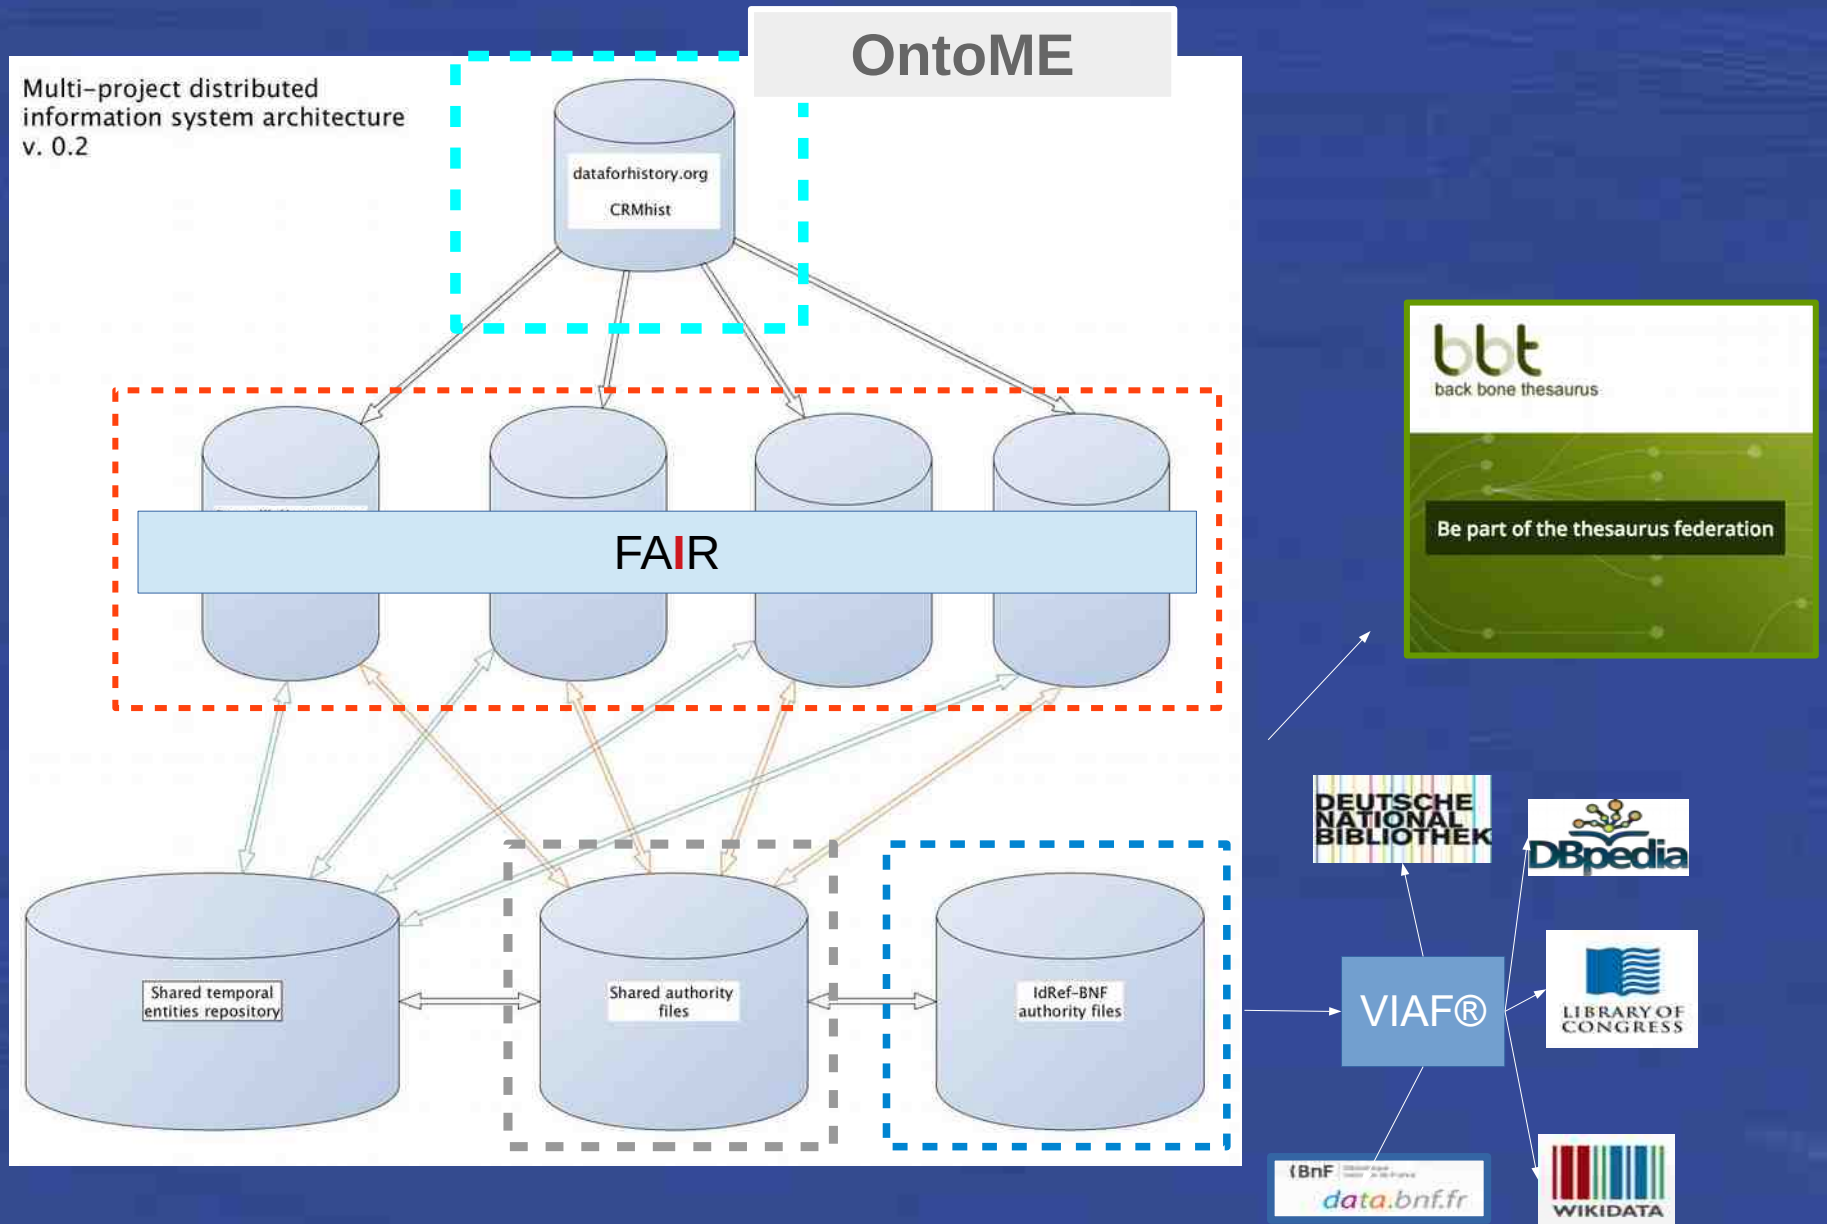 OntoME
Multi-project distributed
information system architecture
v. 0.2
dataforhistory.org
CRMhist
FAIR
bbt
back bone thesaurus
Be part of the thesaurus federation
DEUTSCHE
NATIONAL
BIBLIOTHEK
DBpedia
Shared temporal
entities repository
Shared authority
files
IdRef-BNF
authority files
VIAF®
LIBRARY OF
CONGRESS
{BnF
data.bnf.fr
WIKIDATA